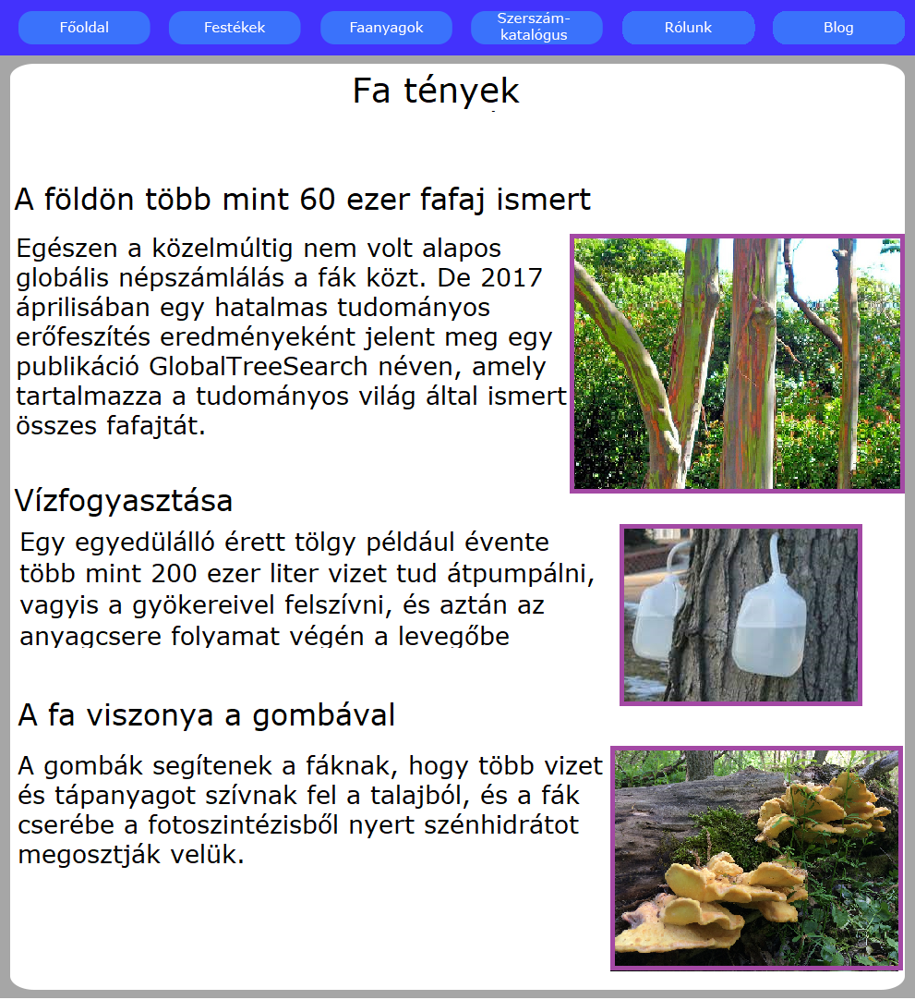 Főoldal
Festékek
Faanyagok
Szerszám-
katalógus
Rólunk
Blog
Fa tények
A földön több mint 60 ezer fafaj ismert
Egészen a közelmúltig nem volt alapos
globális népszámlálás a fák közt. De 2017
áprilisában egy hatalmas tudományos
erőfeszítés eredményeként jelent meg egy
publikáció GlobalTreeSearch néven, amely
tartalmazza a tudományos világ által ismert
összes fafajtát.
Vízfogyasztása
Egy egyedülálló érett tölgy például évente
több mint 200 ezer liter vizet tud átpumpálni,
vagyis a gyökereivel felszívni, és aztán az
anyagcsere folyamat végén a levegőbe
A fa viszonya a gombával
A gombák segítenek a fáknak, hogy több vizet
és tápanyagot szívnak fel a talajból, és a fák
cserébe a fotoszintézisből nyert szénhidrátot
megosztják velük.